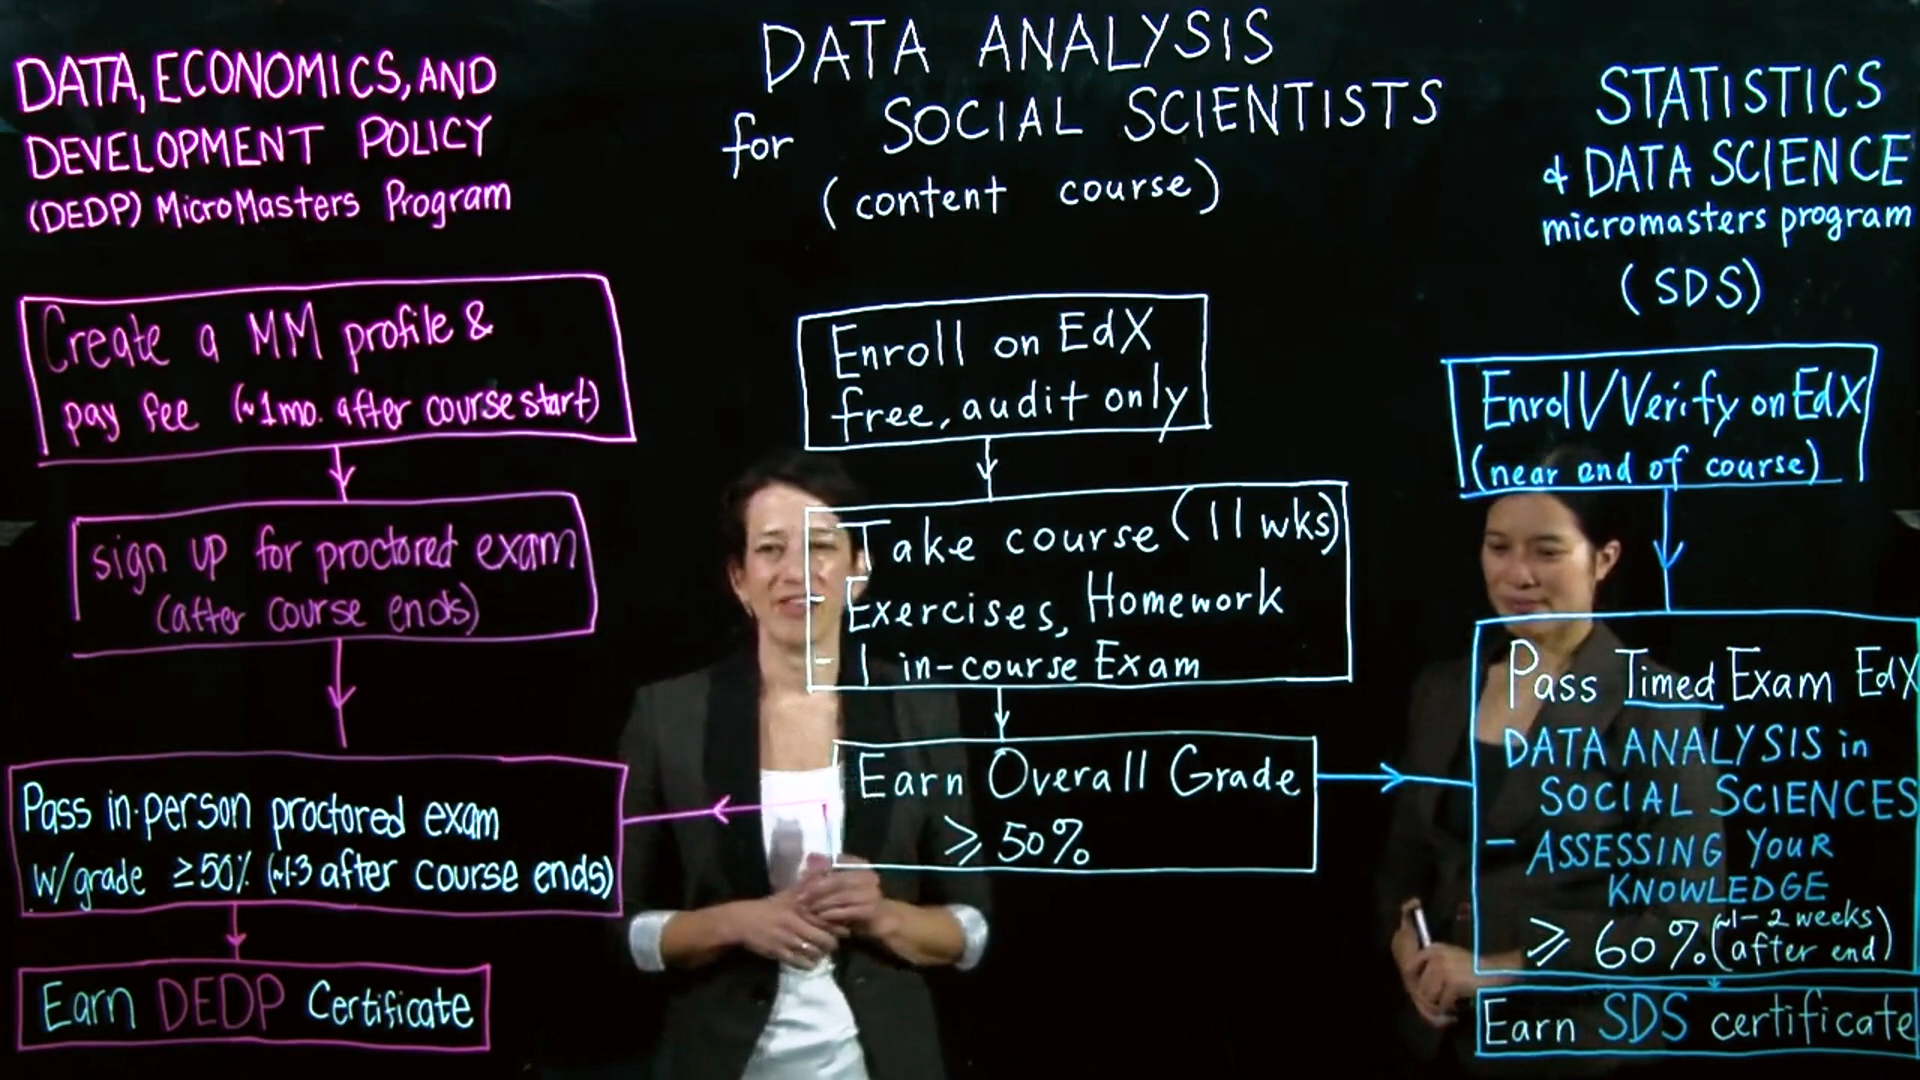 DATA, ECONOMICS, AND
DEVELOPMENT POLICY
(DEDP) MicroMasters Program
Create a MM profile &
pay fee (~1mo. after course start)
sign up for proctored exam
(after course ends)
Pass in-person proctored exam
w/grade ≥50% (~1-3 after course ends)
Earn DEDP Certificate
DATA ANALYSIS
for SOCIAL SCIENTISTS
(content course)
Enroll on EdX
free, audit only
Take course (11 wks)
- Exercises, Homework
- 1 in-course Exam
Earn Overall Grade
≥ 50%
STATISTICS
& DATA SCIENCE
micromasters program
(SDS)
Enroll/Verify on EdX
(near end of course)
Pass Timed Exam EdX
DATA ANALYSIS in
SOCIAL SCIENCES
- ASSESSING YOUR
KNOWLEDGE
≥ 60% (~1-2 weeks
after end)
Earn SDS certificate